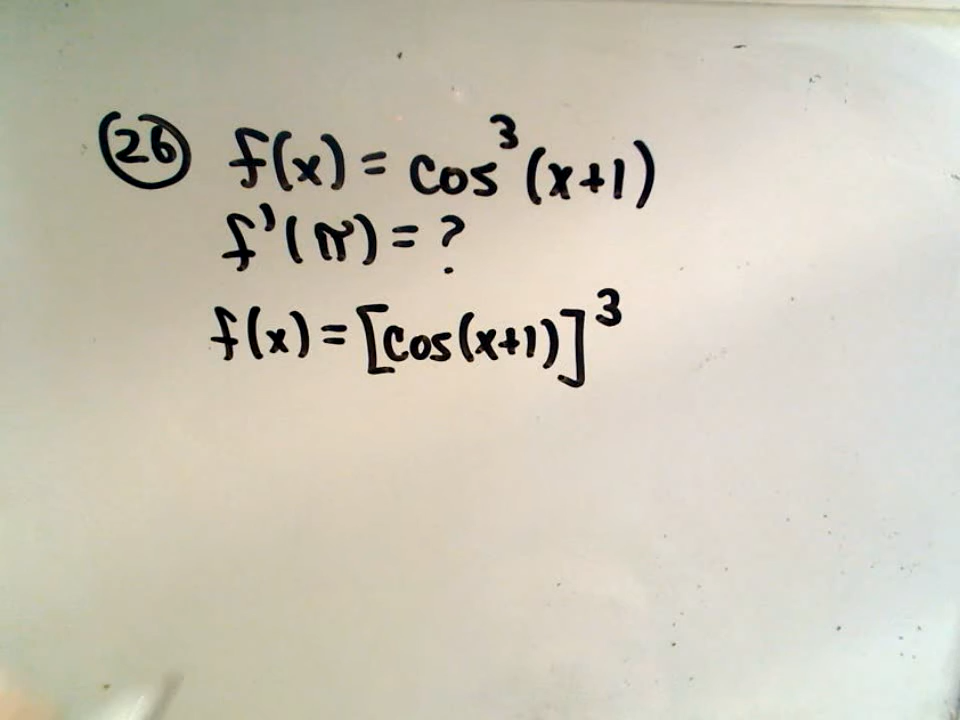 26 f(x) = cos³(x+1)
f'(π) = ?
f(x) = [cos(x+1)]³